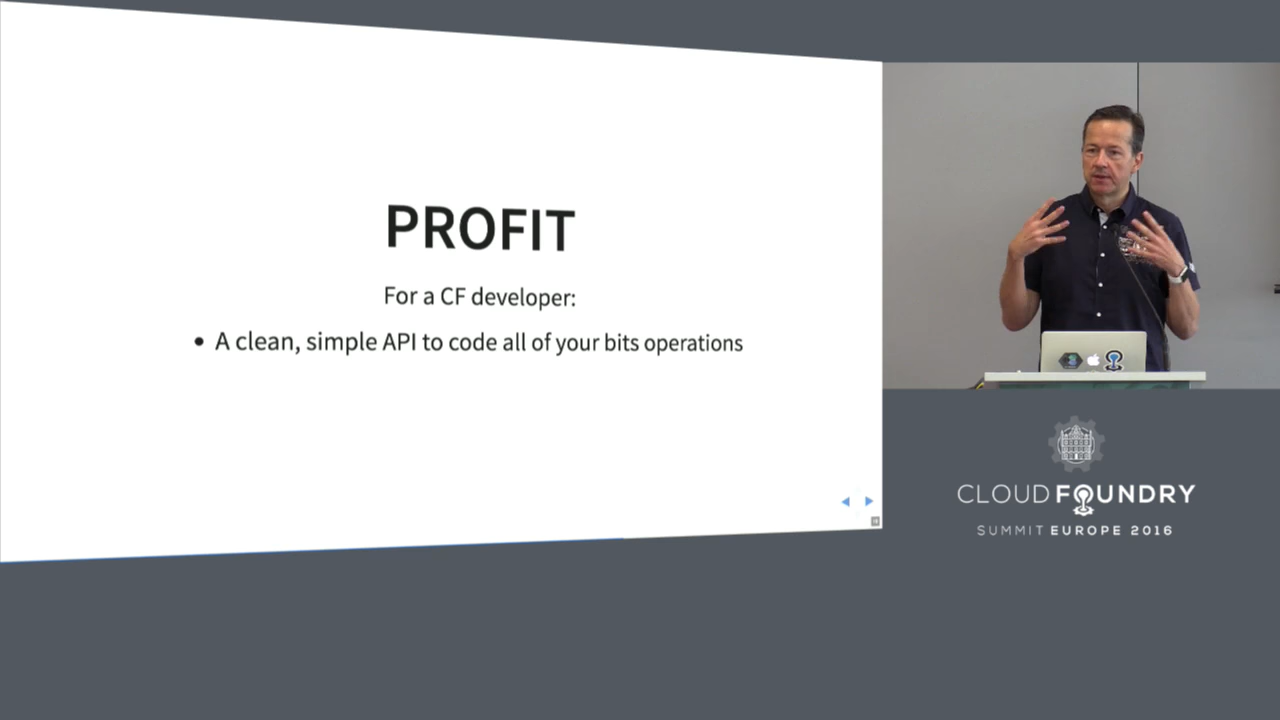 PROFIT
For a CF developer:
• A clean, simple API to code all of your bits operations
CLOUD FOUNDRY
SUMMIT EUROPE 2016